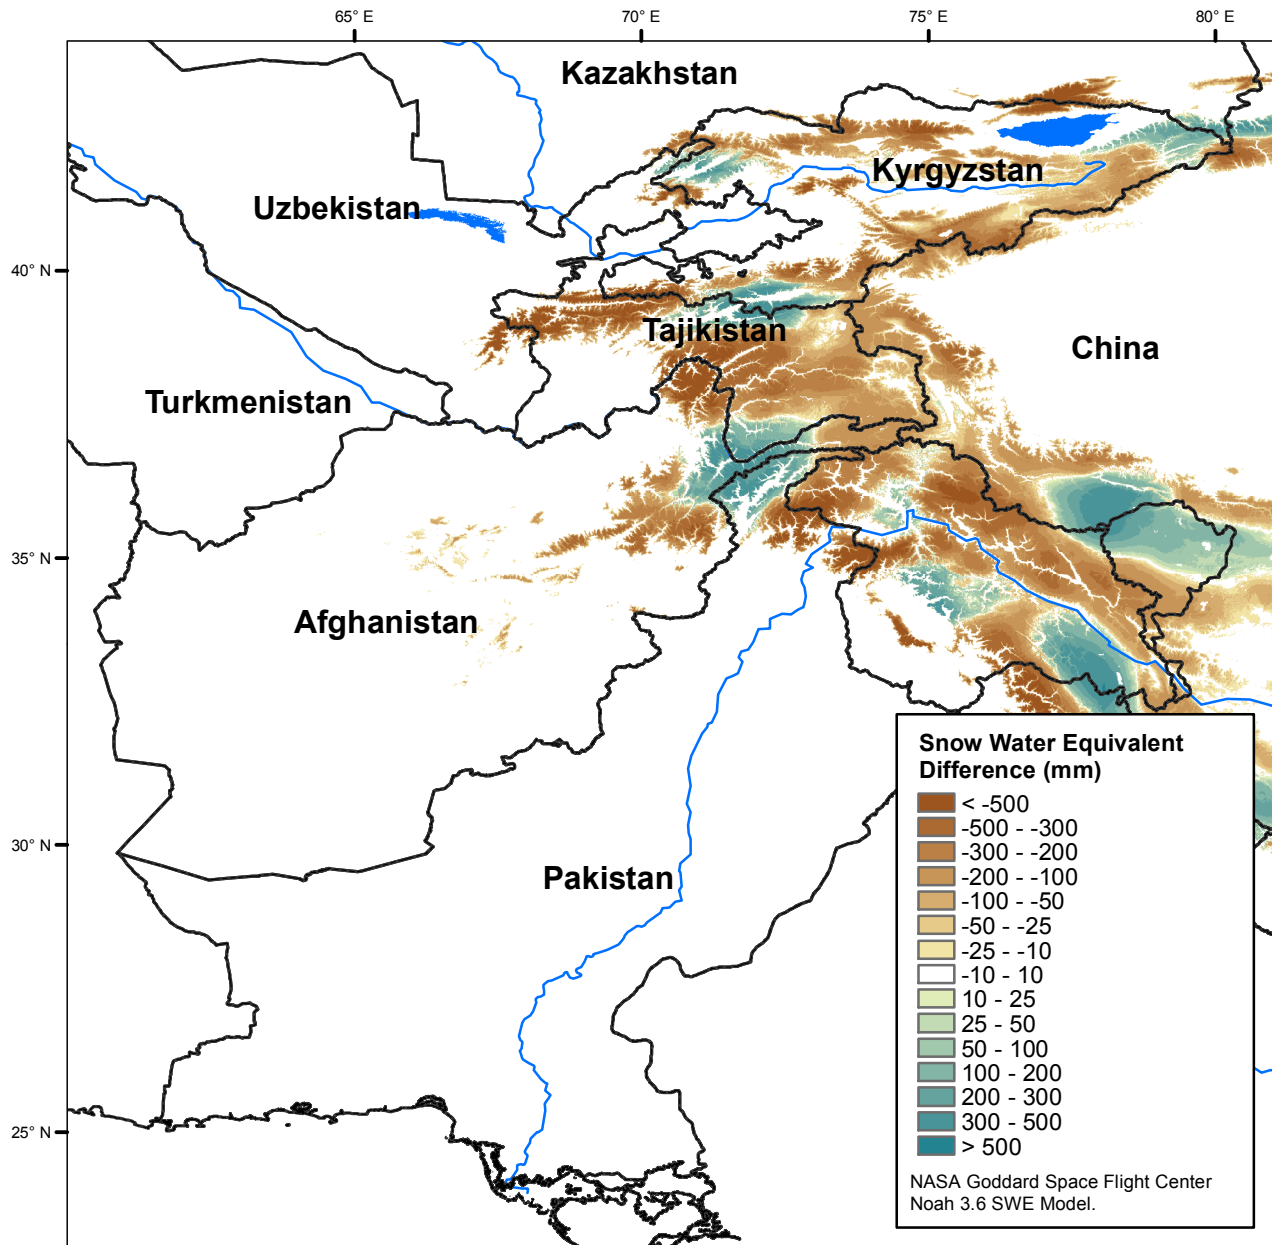 65° E
70° E
75° E
80° E
Kazakhstan
Kyrgyzstan
Uzbekistan
40° N
Tajikistan
China
Turkmenistan
35° N
Afghanistan
Snow Water Equivalent
Difference (mm)
< -500
-500 - -300
-300 - -200
-200 - -100
-100 - -50
-50 - -25
-25 - -10
-10 - 10
10 - 25
25 - 50
50 - 100
100 - 200
200 - 300
300 - 500
> 500
30° N
Pakistan
25° N
NASA Goddard Space Flight Center
Noah 3.6 SWE Model.